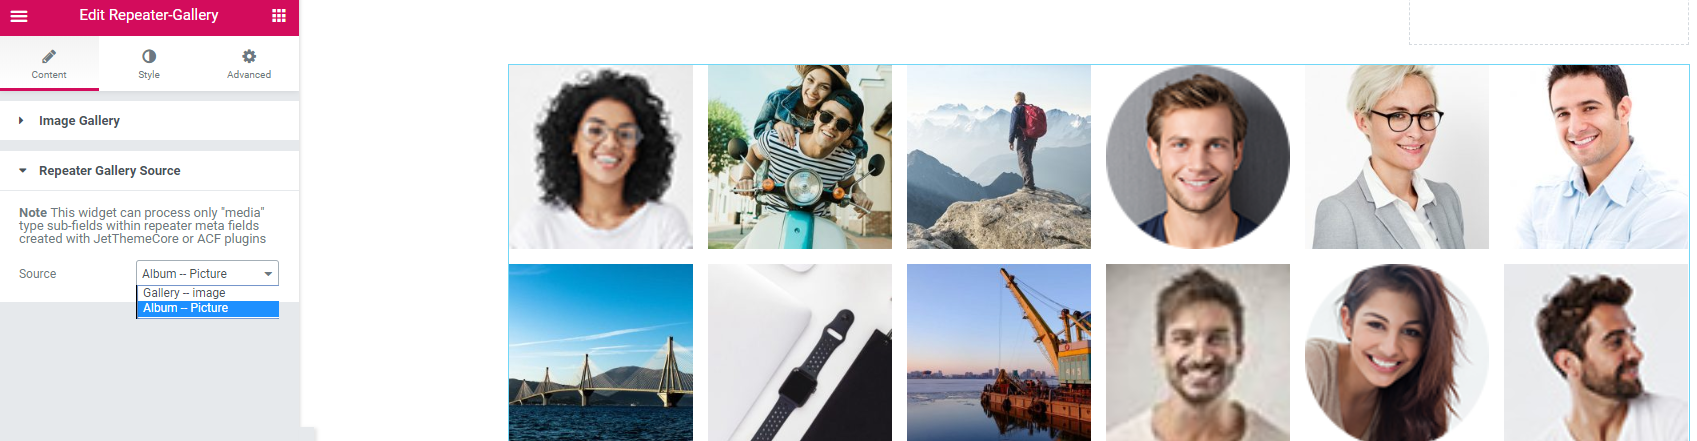 Edit Repeater-Gallery
Content Style Advanced
Image Gallery
Repeater Gallery Source
Note This widget can process only "media"
type sub-fields within repeater meta fields
created with JetThemeCore or ACF plugins
Source Album -- Picture
Gallery -- image
Album -- Picture